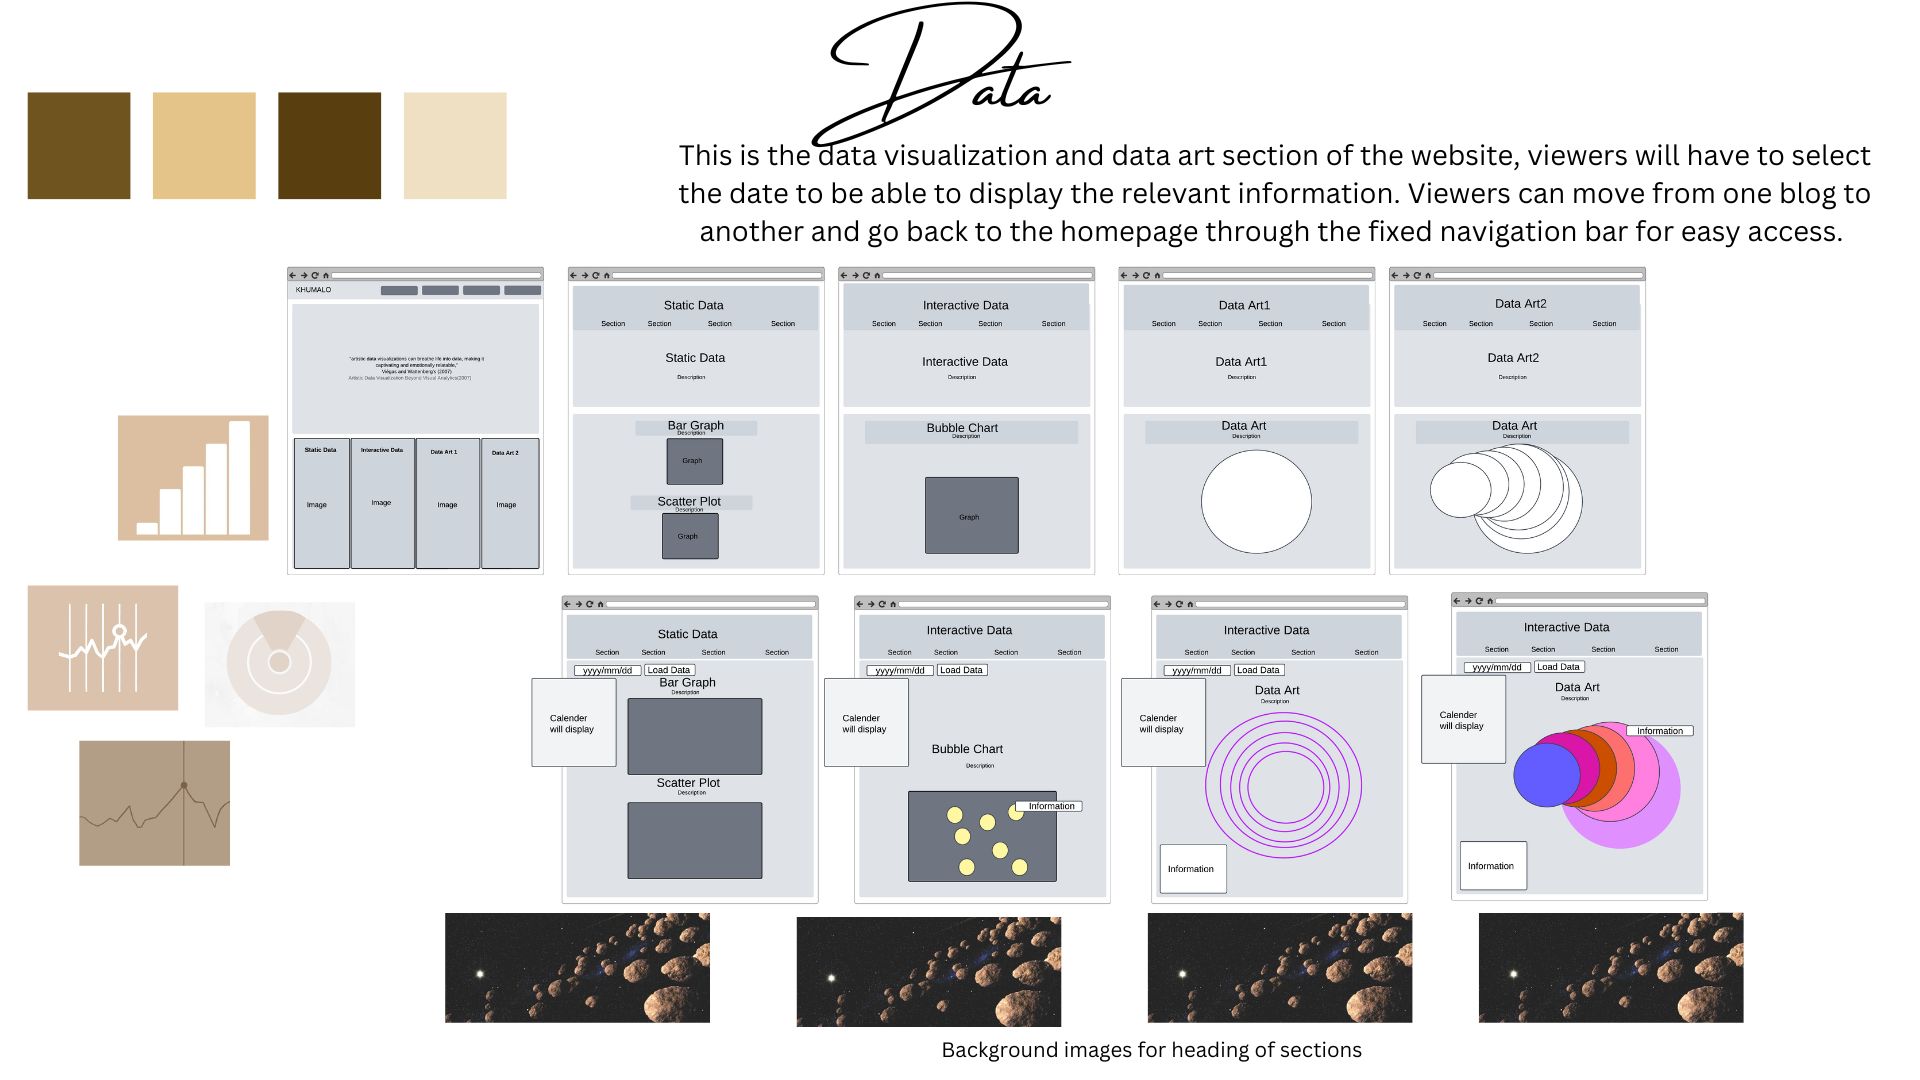 Data
This is the data visualization and data art section of the website, viewers will have to select
the date to be able to display the relevant information. Viewers can move from one blog to
another and go back to the homepage through the fixed navigation bar for easy access.
KHUMALO
"artistic data visualizations can breathe life into data, making it
captivating and emotionally relatable,"
Viégas and Wattenberg's (2007)
Artistic Data Visualization Beyond Visual Analytics(2007)
Static Data
Interactive Data
Data Art 1
Data Art 2
Image
Image
Image
Image
Static Data
Section Section Section Section
Static Data
Description
Bar Graph
Description
Graph
Scatter Plot
Description
Graph
Interactive Data
Section Section Section Section
Interactive Data
Description
Bubble Chart
Description
Graph
Data Art1
Section Section Section Section
Data Art1
Description
Data Art
Description
Data Art2
Section Section Section Section
Data Art2
Description
Data Art
Description
Static Data
Section Section Section Section
yyyy/mm/dd Load Data
Bar Graph
Description
Calender
will display
Scatter Plot
Description
Interactive Data
Section Section Section Section
yyyy/mm/dd Load Data
Calender
will display
Bubble Chart
Description
Information
Interactive Data
Section Section Section Section
yyyy/mm/dd Load Data
Data Art
Description
Calender
will display
Information
Interactive Data
Section Section Section Section
yyyy/mm/dd Load Data
Data Art
Description
Calender
will display
Information
Information
Background images for heading of sections